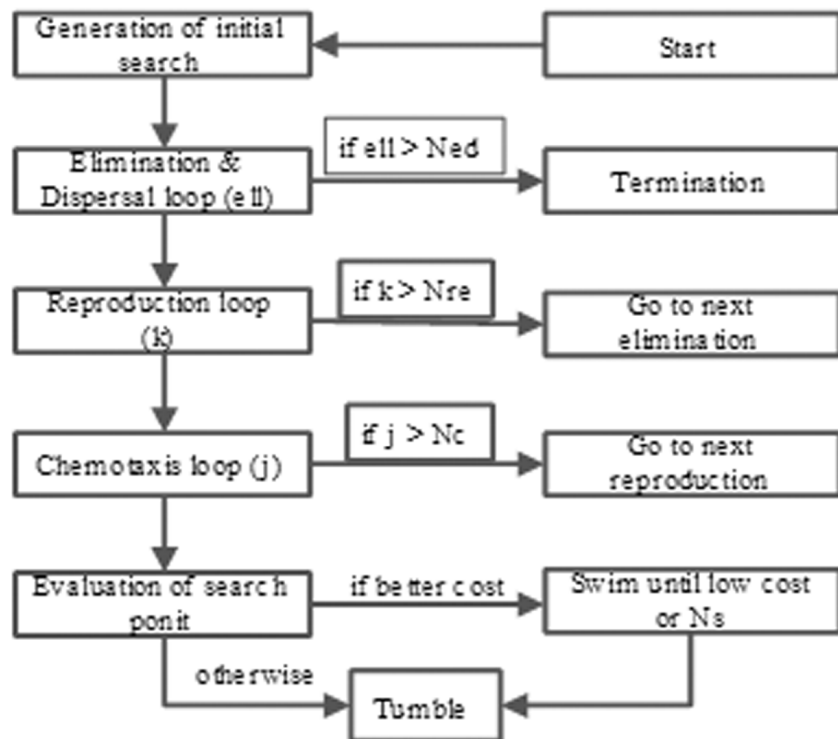 Generation of initial
search
Start
if ell > Ned
Elimination &
Dispersal loop (ell)
Termination
if k > Nre
Reproduction loop
(k)
Go to next
elimination
if j > Nc
Chemotaxis loop (j)
Go to next
reproduction
Evaluation of search
ponit
if better cost
Swim until low cost
or Ns
otherwise
Tumble